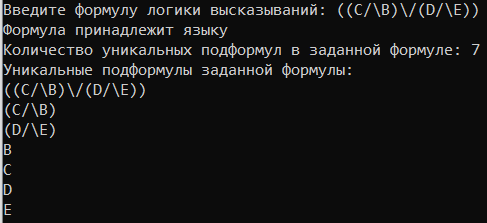 Введите формулу логики высказываний: ((C/\B)\/(D/\E))
Формула принадлежит языку
Количество уникальных подформул в заданной формуле: 7
Уникальные подформулы заданной формулы:
((C/\B)\/(D/\E))
(C/\B)
(D/\E)
B
C
D
E